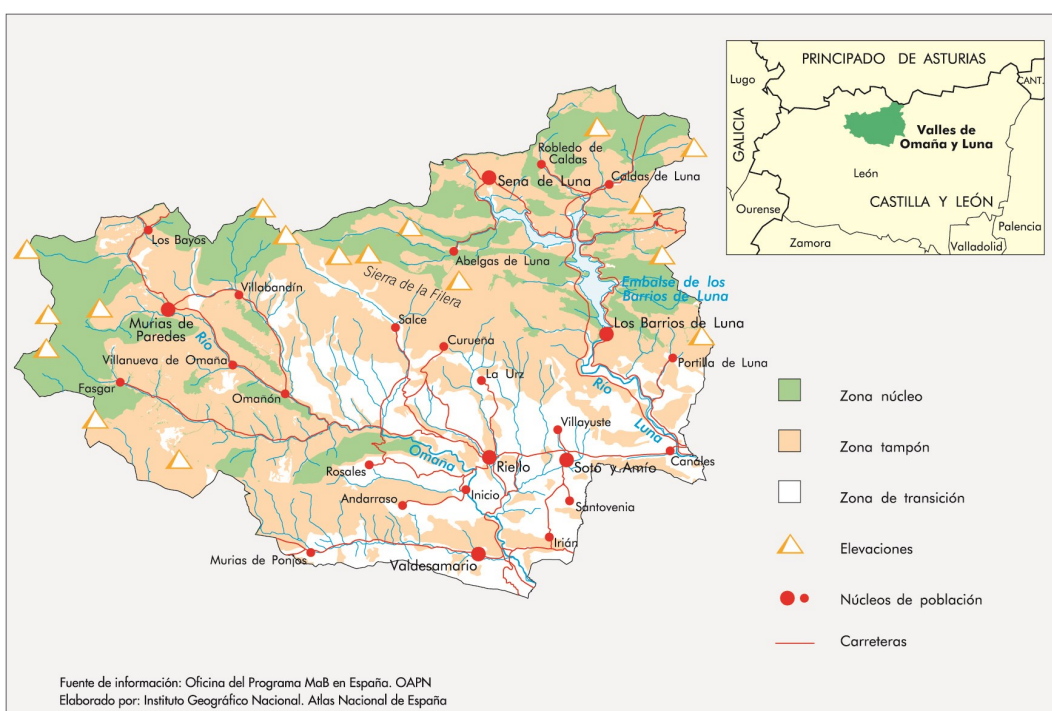 PRINCIPADO DE ASTURIAS
Lugo
CANT.
GALICIA
Valles de
Omaña y Luna
León
CASTILLA Y LEÓN
Ourense
Palencia
Zamora
Valladolid
Robledo de
Caldas
Sena de Luna
Caldas de Luna
Los Bayos
Abelgas de Luna
Sierra de la Filera
Embalse de los
Barrios de Luna
Villabandín
Murias de
Paredes
Río
Salce
Los Barrios de Luna
Curueña
Villanueva de Omaña
Portilla de Luna
Fasgar
La Urz
Río
Omañón
Villayuste
Luna
Omaña
Canales
Rosales
Riello
Soto y Amío
Inicio
Andarraso
Santovenia
Irián
Murias de Ponjos
Valdesamario
Zona núcleo
Zona tampón
Zona de transición
Elevaciones
Núcleos de población
Carreteras
Fuente de información: Oficina del Programa MaB en España. OAPN
Elaborado por: Instituto Geográfico Nacional. Atlas Nacional de España